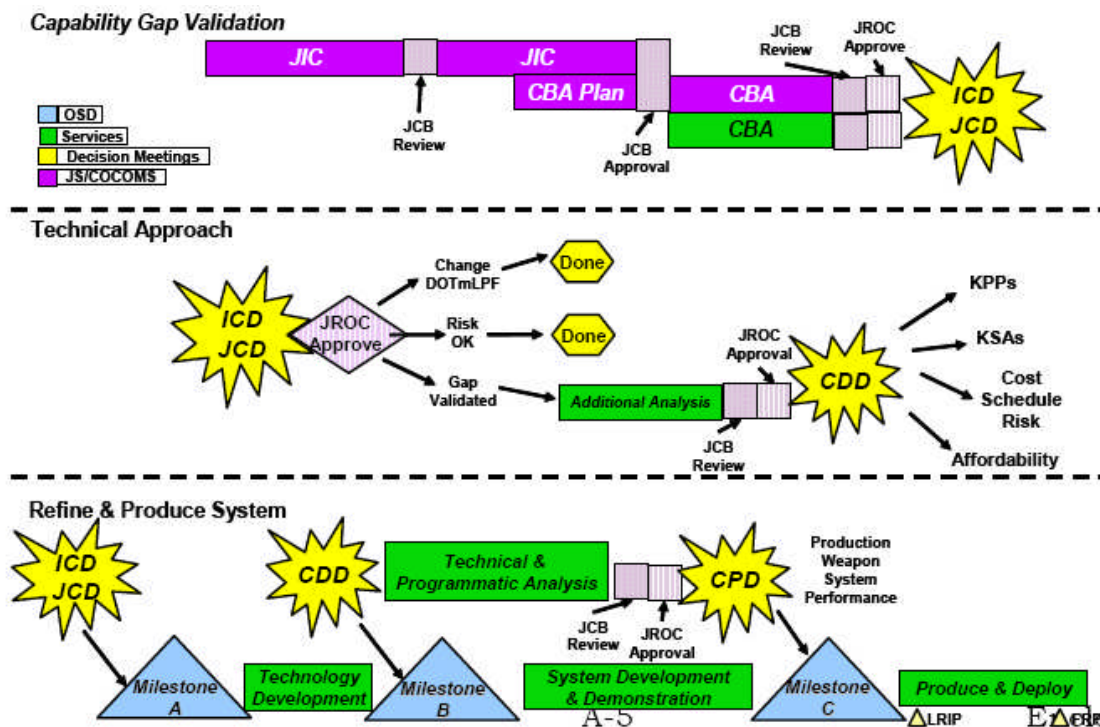 Capability Gap Validation
JIC
JIC
JCB
Review
JROC
Approve
CBA Plan
CBA
CBA
ICD
JCD
OSD
Services
Decision Meetings
JS/COCOMS
JCB
Review
JCB
Approval
Technical Approach
Change
DOTmLPF
Done
ICD
JCD
JROC
Approve
Risk
OK
Done
Gap
Validated
Additional Analysis
JCB
Review
JROC
Approval
CDD
KPPs
KSAs
Cost
Schedule
Risk
Affordability
Refine & Produce System
ICD
JCD
CDD
Technical &
Programmatic Analysis
JCB
Review
JROC
Approval
CPD
Production
Weapon
System
Performance
Milestone
A
Technology
Development
Milestone
B
System Development
& Demonstration
Milestone
C
Produce & Deploy
LRIP
A-5